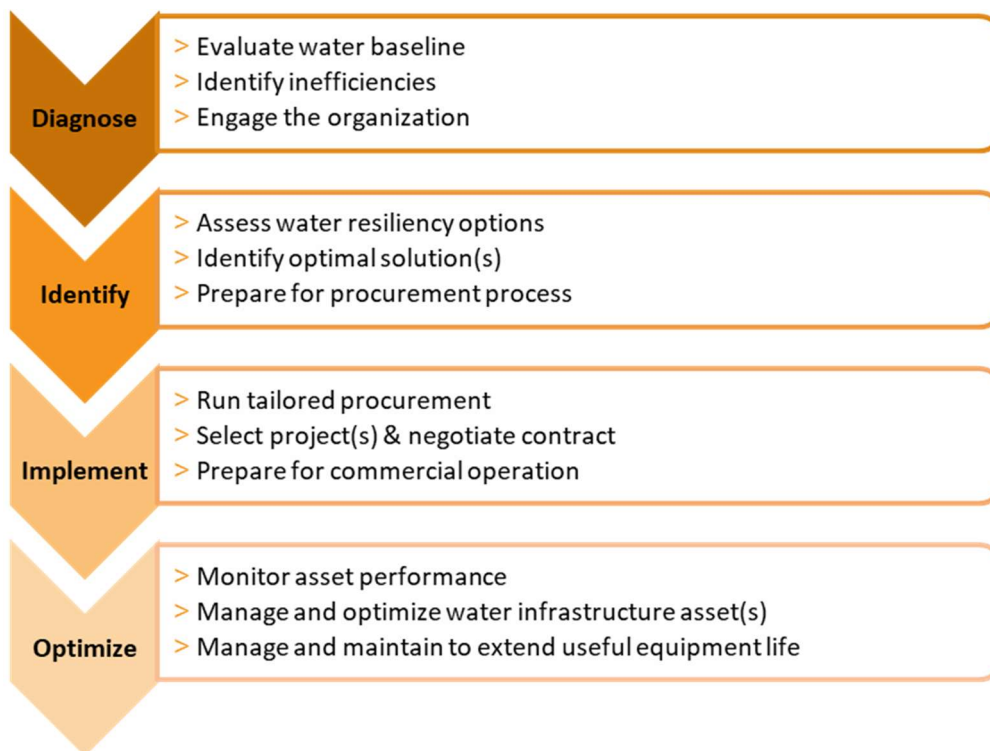 Diagnose
> Evaluate water baseline
> Identify inefficiencies
> Engage the organization
Identify
> Assess water resiliency options
> Identify optimal solution(s)
> Prepare for procurement process
Implement
> Run tailored procurement
> Select project(s) & negotiate contract
> Prepare for commercial operation
Optimize
> Monitor asset performance
> Manage and optimize water infrastructure asset(s)
> Manage and maintain to extend useful equipment life